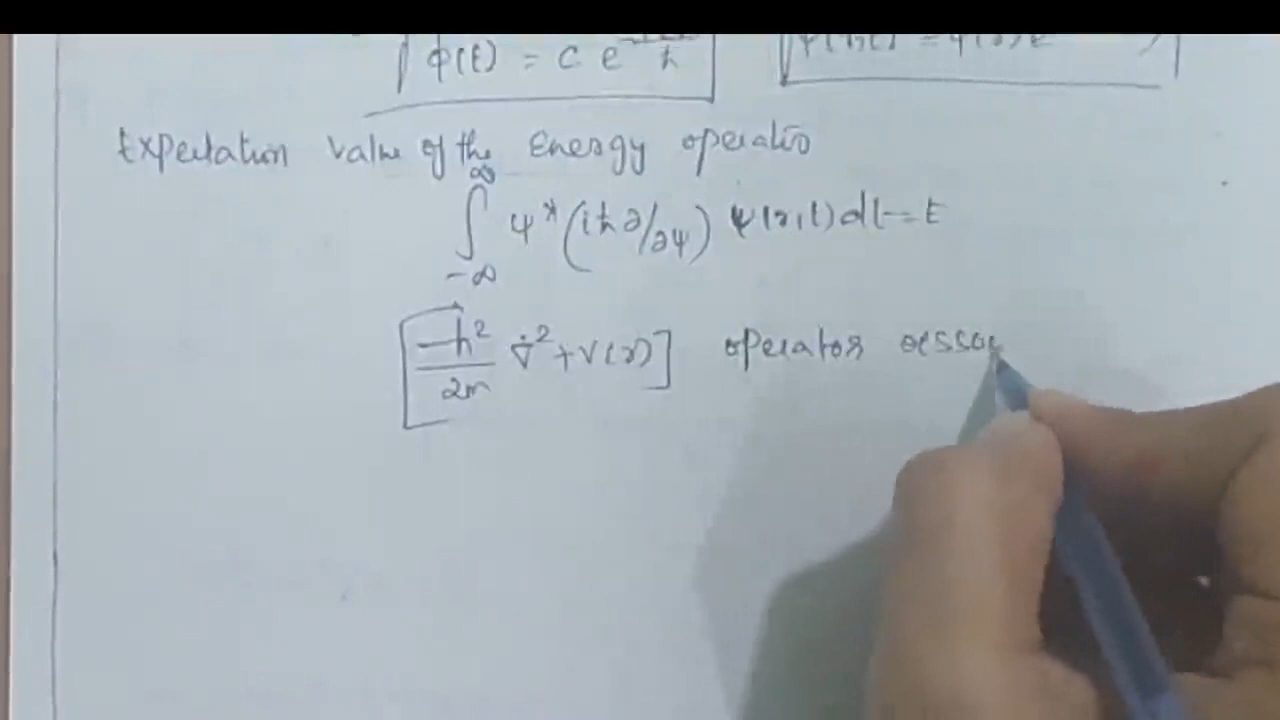 ϕ(t) = C e ħ
Expectation value of the Energy operator
∞
∫ ψ* (iħ ∂/∂ψ) ψ(r,t) dt = E
-∞
[-ħ²/2m ∇² + V(r)] operator